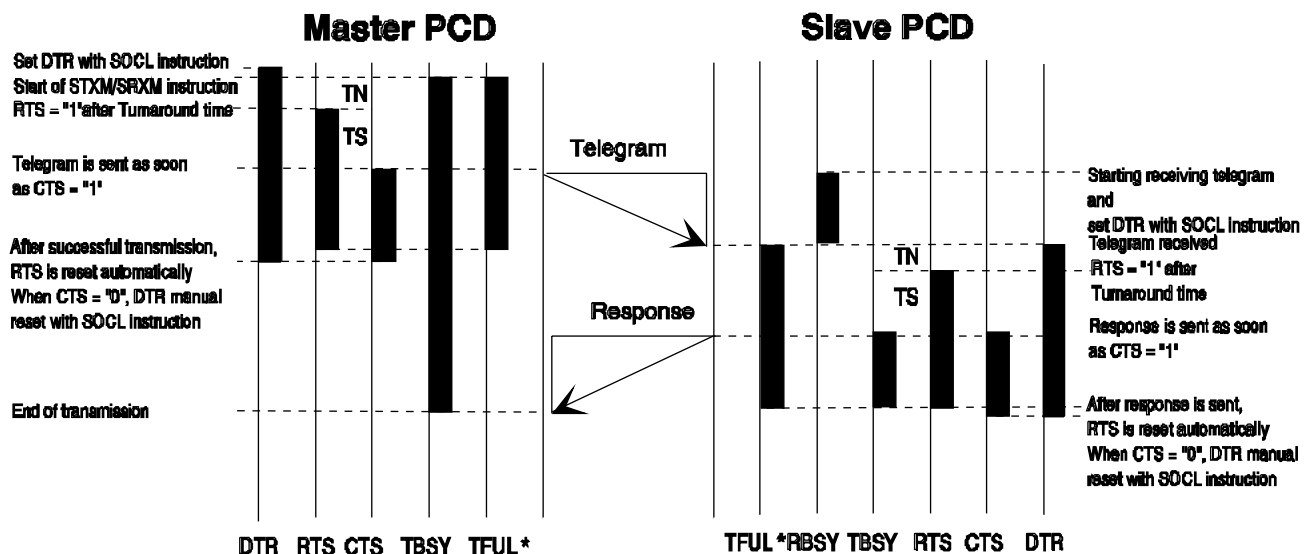 Master PCD
Slave PCD
Set DTR with SOCL instruction
Start of STXM/SRXM instruction
RTS = "1"after Turnaround time
TN
TS
Telegram is sent as soon
as CTS = "1"
After successful transmission,
RTS is reset automatically
When CTS = "0", DTR manual
reset with SOCL instruction
End of transmission
Telegram
Response
Starting receiving telegram
and
set DTR with SOCL instruction
Telegram received
RTS = "1" after
Turnaround time
TN
TS
Response is sent as soon
as CTS = "1"
After response is sent,
RTS is reset automatically
When CTS = "0", DTR manual
reset with SOCL instruction
DTR RTS CTS TBSY TFUL*
TFUL*RBSY TBSY RTS CTS DTR